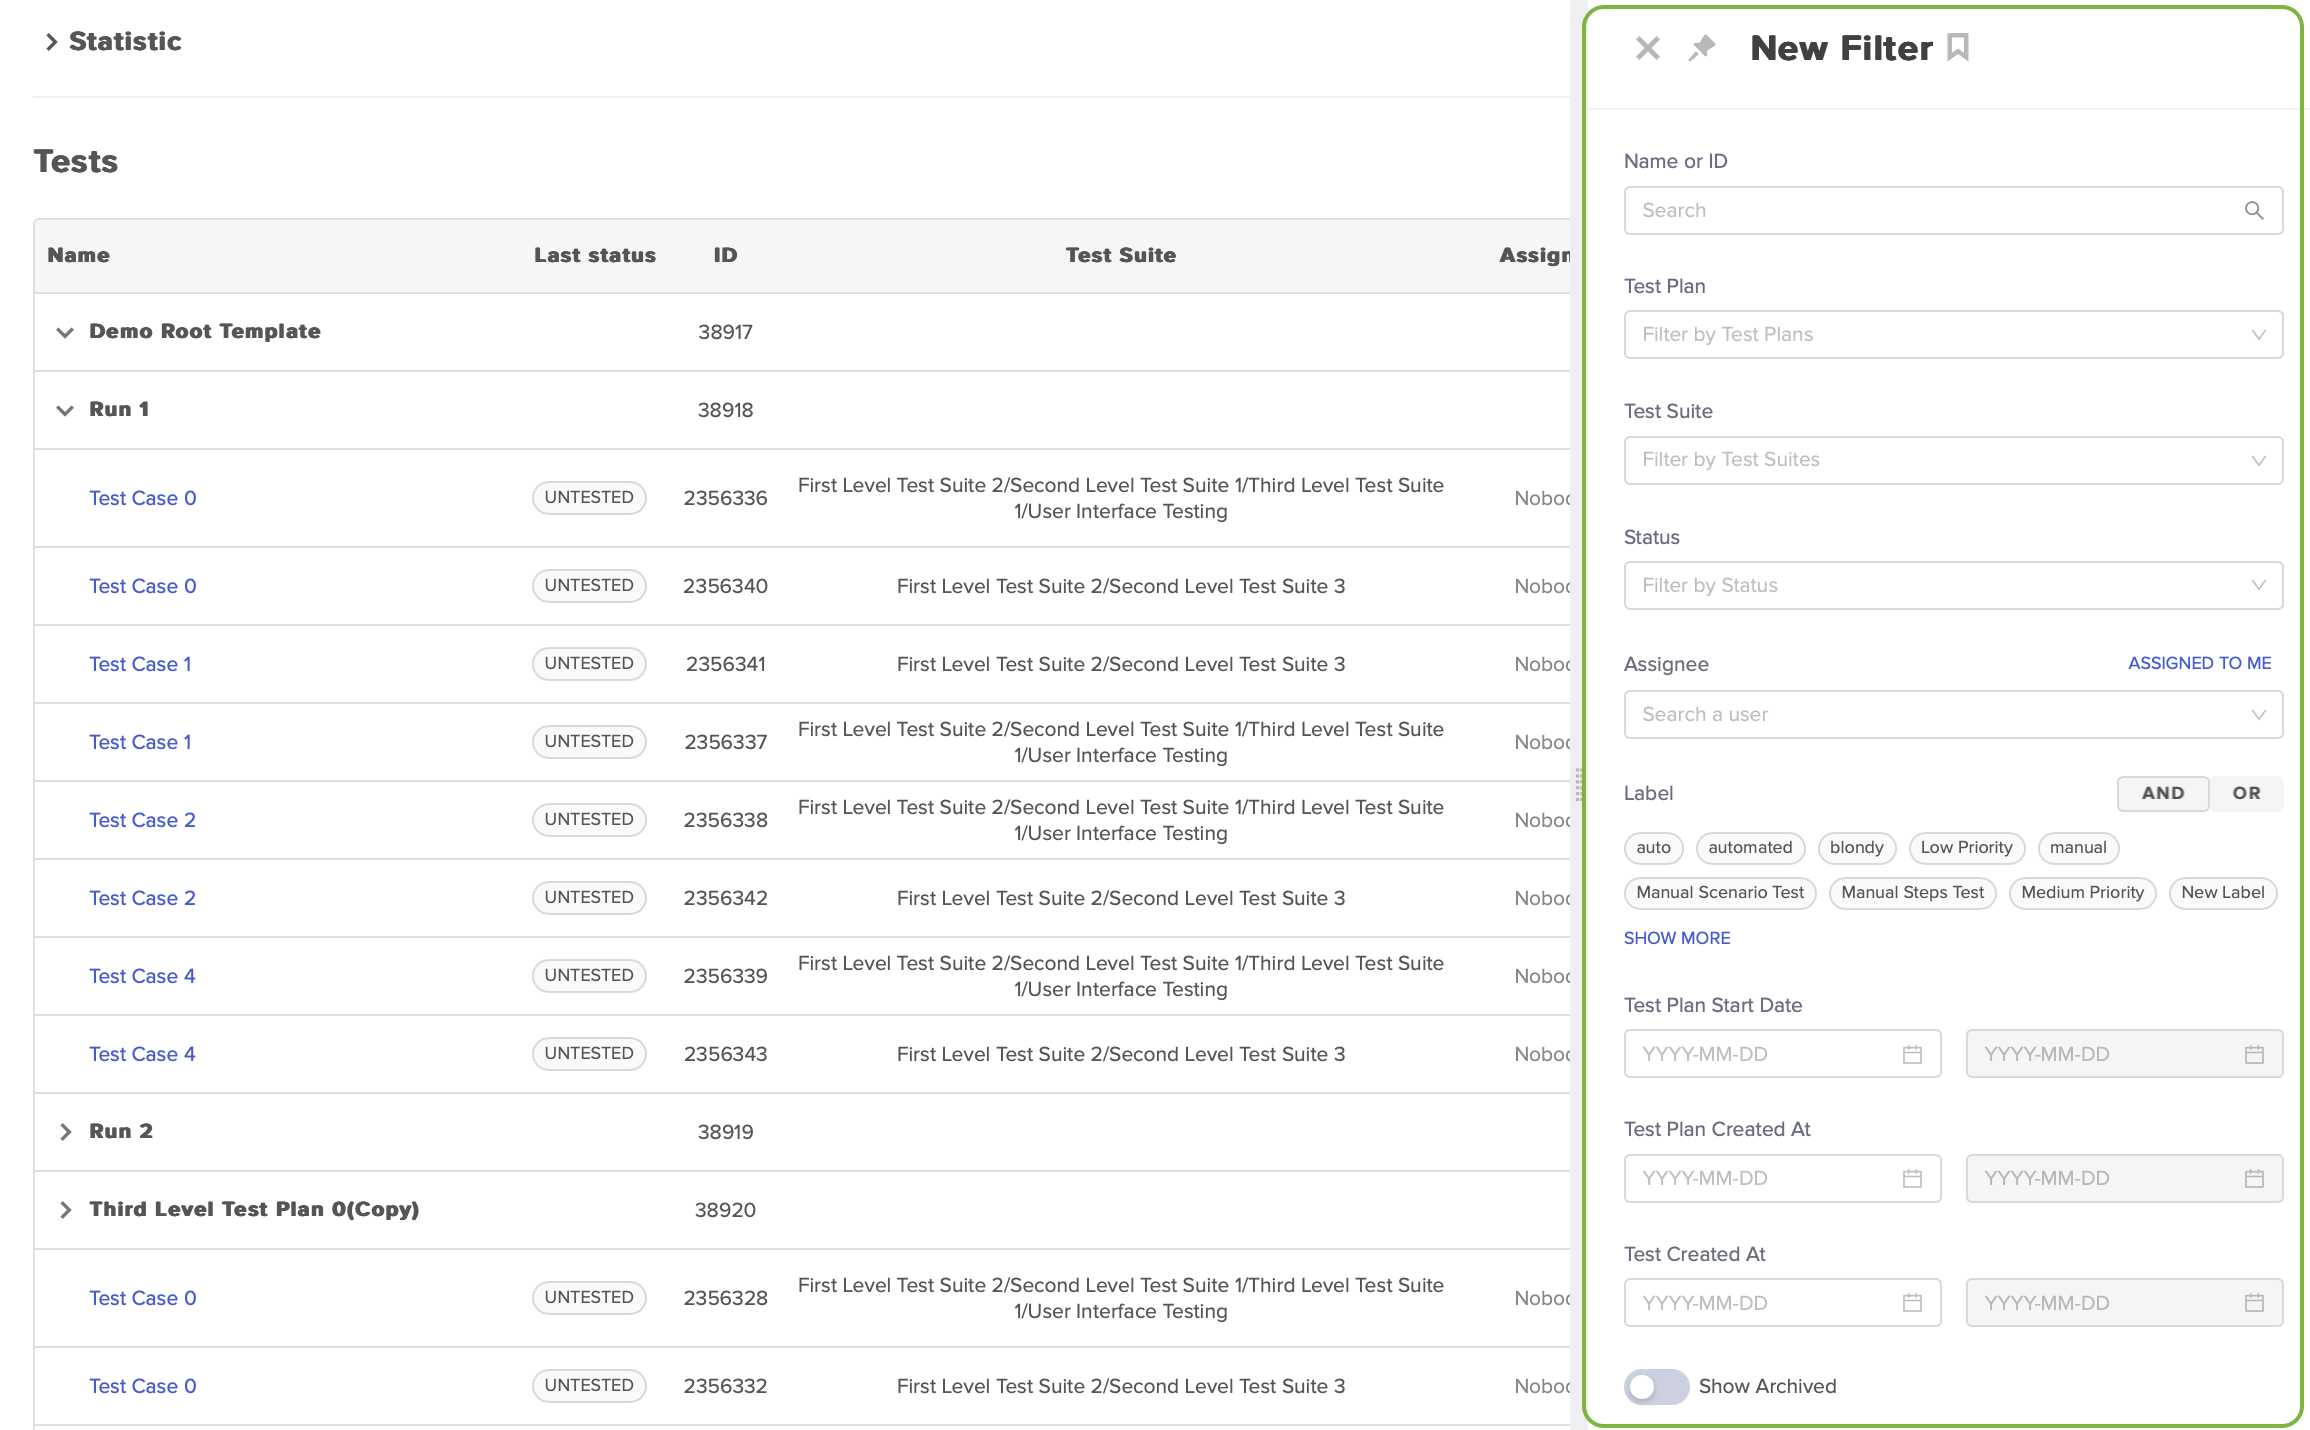 Statistic
Tests
Name Last status ID Test Suite Assign
Demo Root Template 38917
Run 1 38918
Test Case 0 UNTESTED 2356336 First Level Test Suite 2/Second Level Test Suite 1/Third Level Test Suite
1/User Interface Testing Noboc
Test Case 0 UNTESTED 2356340 First Level Test Suite 2/Second Level Test Suite 3 Noboc
Test Case 1 UNTESTED 2356341 First Level Test Suite 2/Second Level Test Suite 3 Noboc
Test Case 1 UNTESTED 2356337 First Level Test Suite 2/Second Level Test Suite 1/Third Level Test Suite
1/User Interface Testing Noboc
Test Case 2 UNTESTED 2356338 First Level Test Suite 2/Second Level Test Suite 1/Third Level Test Suite
1/User Interface Testing Noboc
Test Case 2 UNTESTED 2356342 First Level Test Suite 2/Second Level Test Suite 3 Noboc
Test Case 4 UNTESTED 2356339 First Level Test Suite 2/Second Level Test Suite 1/Third Level Test Suite
1/User Interface Testing Noboc
Test Case 4 UNTESTED 2356343 First Level Test Suite 2/Second Level Test Suite 3 Noboc
Run 2 38919
Third Level Test Plan 0(Copy) 38920
Test Case 0 UNTESTED 2356328 First Level Test Suite 2/Second Level Test Suite 1/Third Level Test Suite
1/User Interface Testing Noboc
Test Case 0 UNTESTED 2356332 First Level Test Suite 2/Second Level Test Suite 3 Noboc
New Filter
Name or ID
Search
Test Plan
Filter by Test Plans
Test Suite
Filter by Test Suites
Status
Filter by Status
Assignee ASSIGNED TO ME
Search a user
Label AND OR
auto automated blondy Low Priority manual
Manual Scenario Test Manual Steps Test Medium Priority New Label
SHOW MORE
Test Plan Start Date
YYYY-MM-DD YYYY-MM-DD
Test Plan Created At
YYYY-MM-DD YYYY-MM-DD
Test Created At
YYYY-MM-DD YYYY-MM-DD
Show Archived